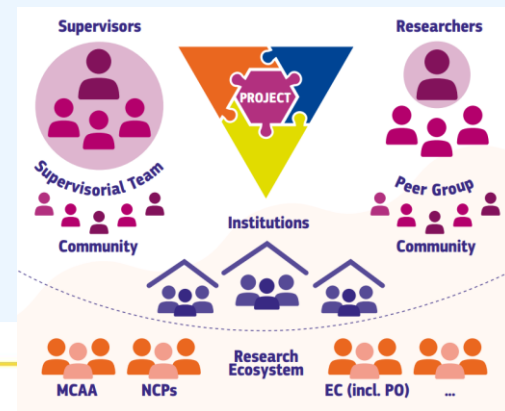 Supervisors
Researchers
PROJECT
Supervisorial Team
Peer Group
Community
Institutions
Community
Research
Ecosystem
MCAA
NCPs
EC (incl. PO)
...